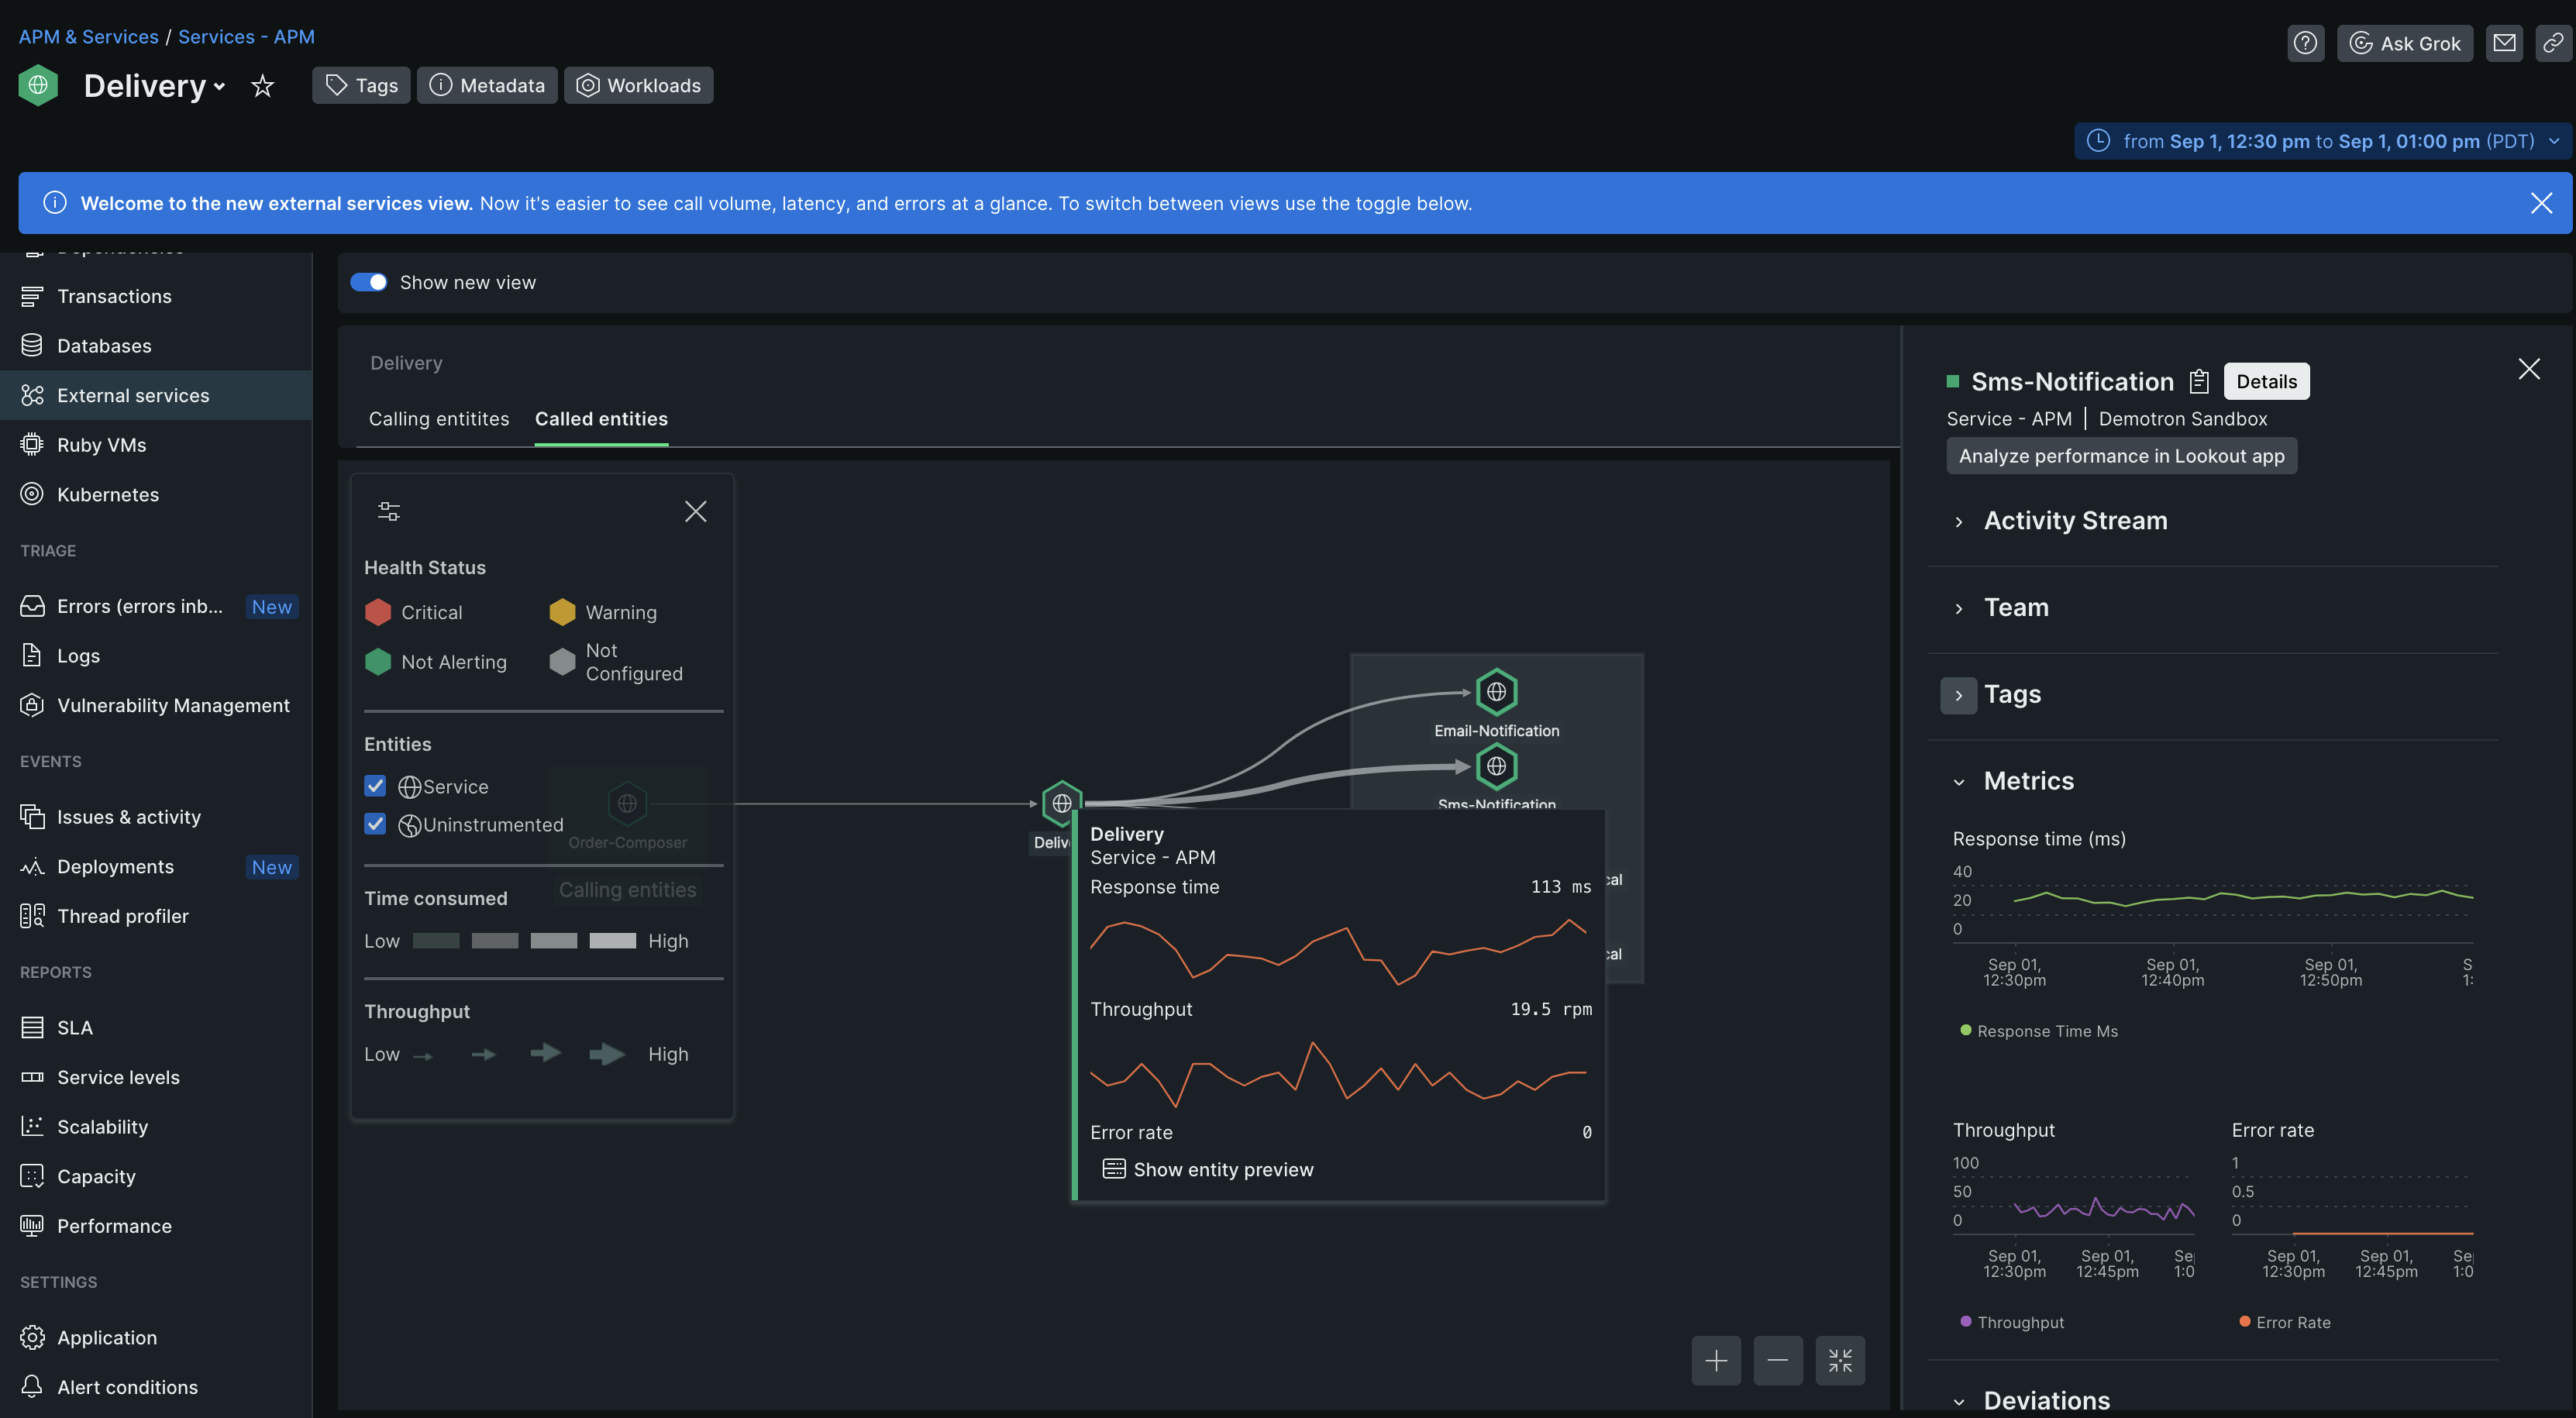 APM & Services / Services - APM
Delivery
Tags
Metadata
Workloads
Ask Grok
from Sep 1, 12:30 pm to Sep 1, 01:00 pm (PDT)
Welcome to the new external services view. Now it's easier to see call volume, latency, and errors at a glance. To switch between views use the toggle below.
Transactions
Databases
External services
Ruby VMs
Kubernetes
TRIAGE
Errors (errors inb... New
Logs
Vulnerability Management
EVENTS
Issues & activity
Deployments New
Thread profiler
REPORTS
SLA
Service levels
Scalability
Capacity
Performance
SETTINGS
Application
Alert conditions
Show new view
Delivery
Calling entitites
Called entities
Health Status
Critical
Warning
Not Alerting
Not
Configured
Entities
Service
Uninstrumented
Order-Composer
Calling entities
Time consumed
Low
High
Throughput
Low
High
Email-Notification
Sms-Notification
Deliv
cal
cal
Delivery
Service - APM
Response time 113 ms
Throughput 19.5 rpm
Error rate 0
Show entity preview
Sms-Notification
Details
Service - APM | Demotron Sandbox
Analyze performance in Lookout app
Activity Stream
Team
Tags
Metrics
Response time (ms)
40
20
0
Sep 01, Sep 01, Sep 01, S
12:30pm 12:40pm 12:50pm 1:
Response Time Ms
Throughput
100
50
0
Sep 01, Sep 01, Se
12:30pm 12:45pm 1:0
Throughput
Error rate
1
0.5
0
Sep 01, Sep 01, Se
12:30pm 12:45pm 1:0
Error Rate
Deviations